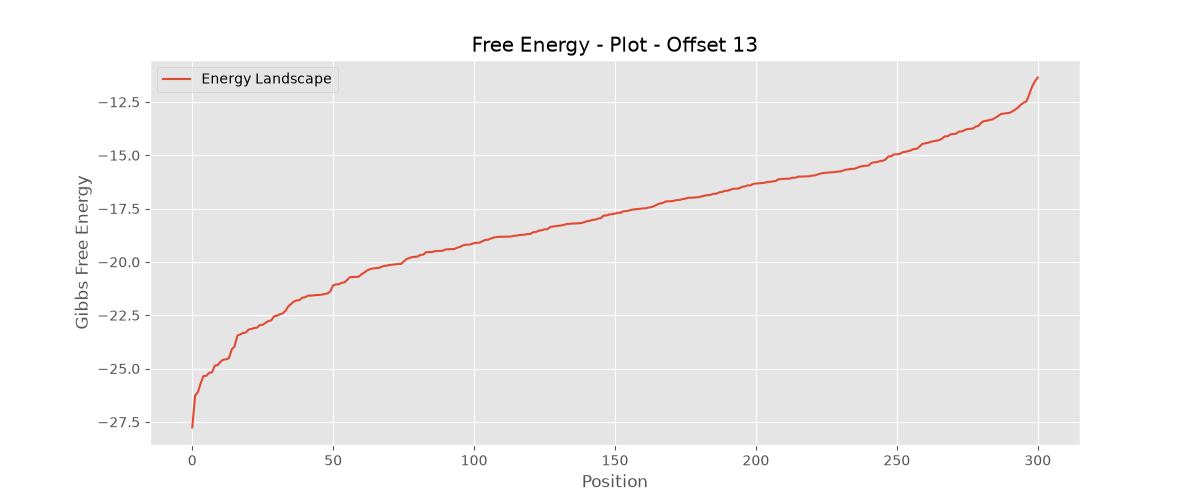 Free Energy - Plot - Offset 13
Energy Landscape
Gibbs Free Energy
−12.5
−15.0
−17.5
−20.0
−22.5
−25.0
−27.5
0 50 100 150 200 250 300
Position